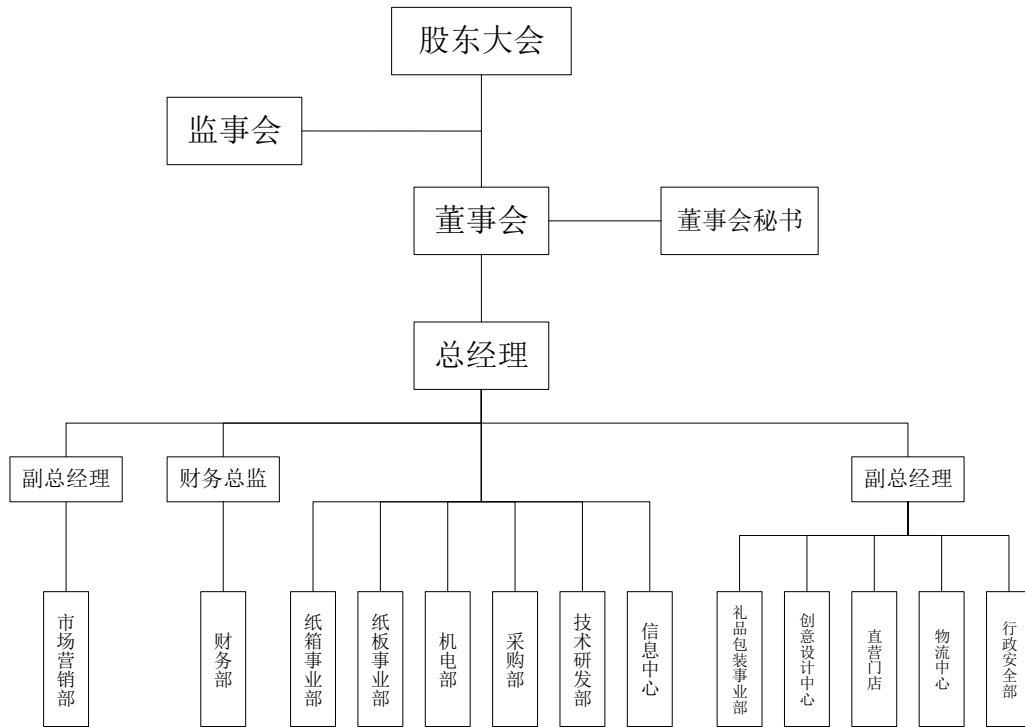 股东大会
监事会
董事会
董事会秘书
总经理
副总经理
财务总监
副总经理
市场营销部
财务部
纸箱事业部
纸板事业部
机电部
采购部
技术研发部
信息中心
礼品包装事业部
创意设计中心
直营门店
物流中心
行政安全部